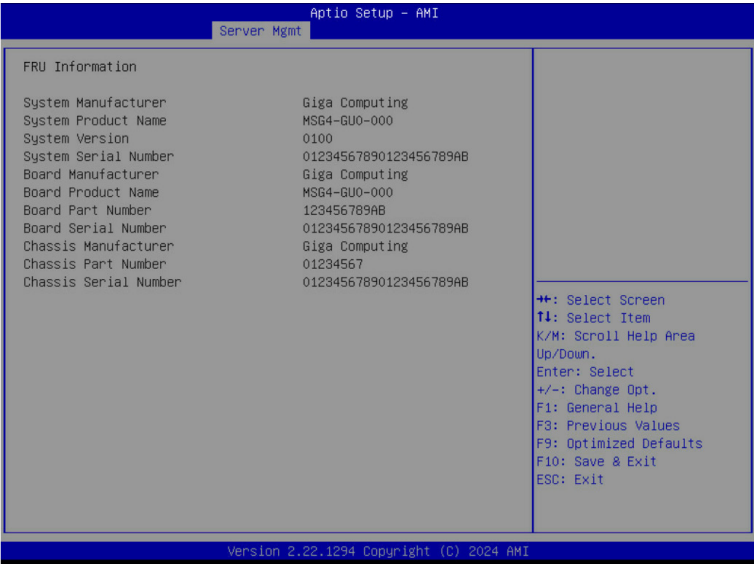 Aptio Setup – AMI
Server Mgmt
FRU Information
System Manufacturer Giga Computing
System Product Name MSG4-GU0-000
System Version 0100
System Serial Number 01234567890123456789AB
Board Manufacturer Giga Computing
Board Product Name MSG4-GU0-000
Board Part Number 123456789AB
Board Serial Number 01234567890123456789AB
Chassis Manufacturer Giga Computing
Chassis Part Number 01234567
Chassis Serial Number 01234567890123456789AB
→←: Select Screen
↑↓: Select Item
K/M: Scroll Help Area
Up/Down.
Enter: Select
+/-: Change Opt.
F1: General Help
F3: Previous Values
F9: Optimized Defaults
F10: Save & Exit
ESC: Exit
Version 2.22.1294 Copyright (C) 2024 AMI